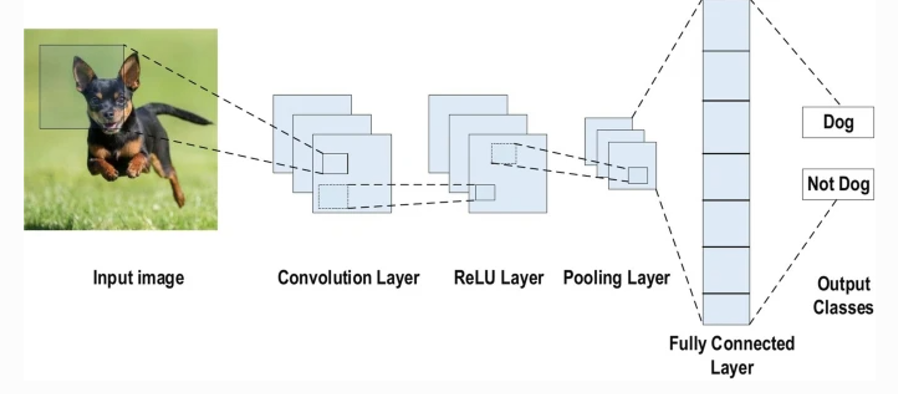 Dog
Not Dog
Input image
Convolution Layer
ReLU Layer
Pooling Layer
Output
Classes
Fully Connected
Layer